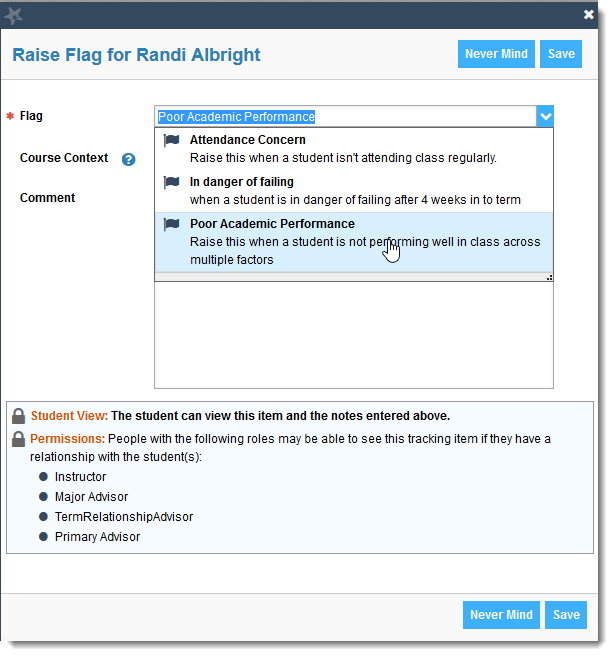 Raise Flag for Randi Albright
Never Mind
Save
* Flag
Poor Academic Performance
Attendance Concern
Raise this when a student isn't attending class regularly.
Course Context ?
In danger of failing
when a student is in danger of failing after 4 weeks in to term
Comment
Poor Academic Performance
Raise this when a student is not performing well in class across
multiple factors
Student View: The student can view this item and the notes entered above.
Permissions: People with the following roles may be able to see this tracking item if they have a
relationship with the student(s):
Instructor
Major Advisor
TermRelationshipAdvisor
Primary Advisor
Never Mind
Save